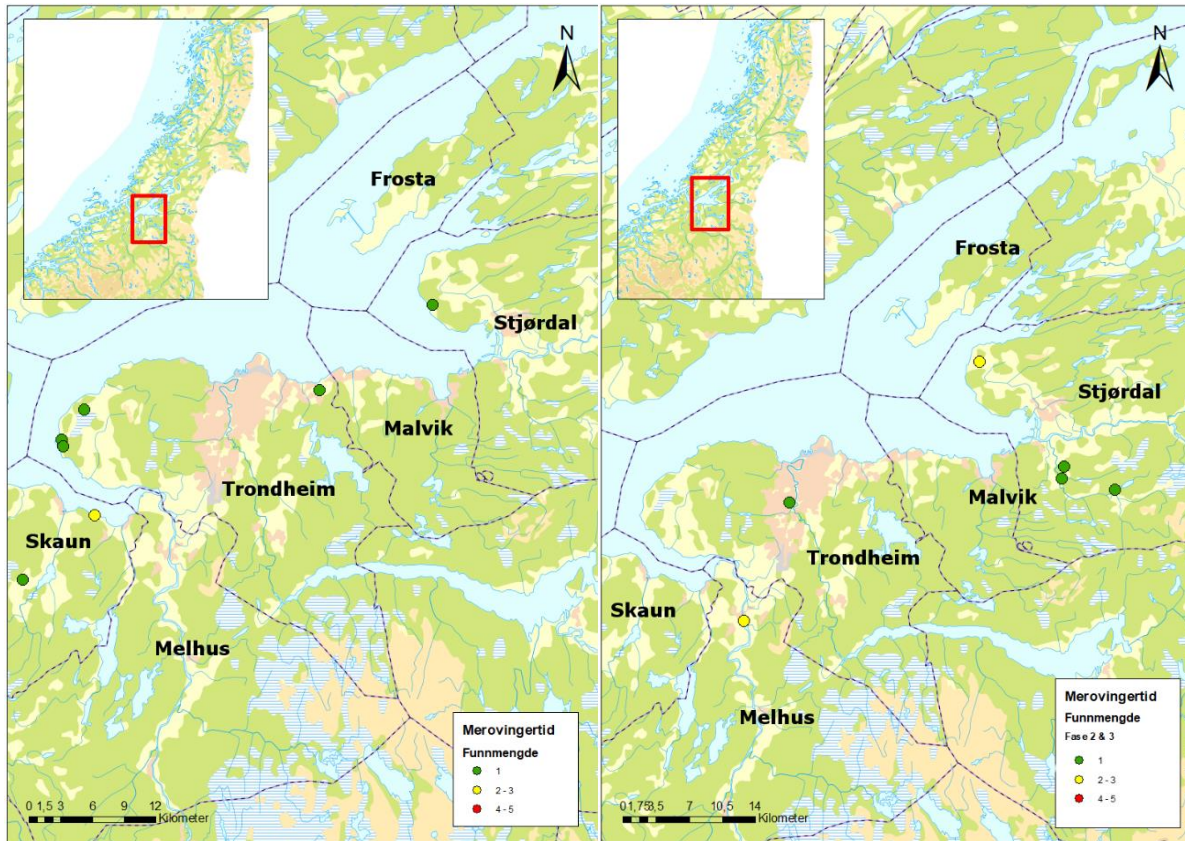 N
Frosta
Stjørdal
Malvik
Trondheim
Skaun
Melhus
Merovingertid
Funnmengde
1
2 - 3
4 - 5
0 1,5 3 6 9 12
Kilometer
N
Frosta
Stjørdal
Malvik
Trondheim
Skaun
Melhus
Merovingertid
Funnmengde
Fase 2 & 3
1
2 - 3
4 - 5
0 1,75 3,5 7 10,5 14
Kilometer